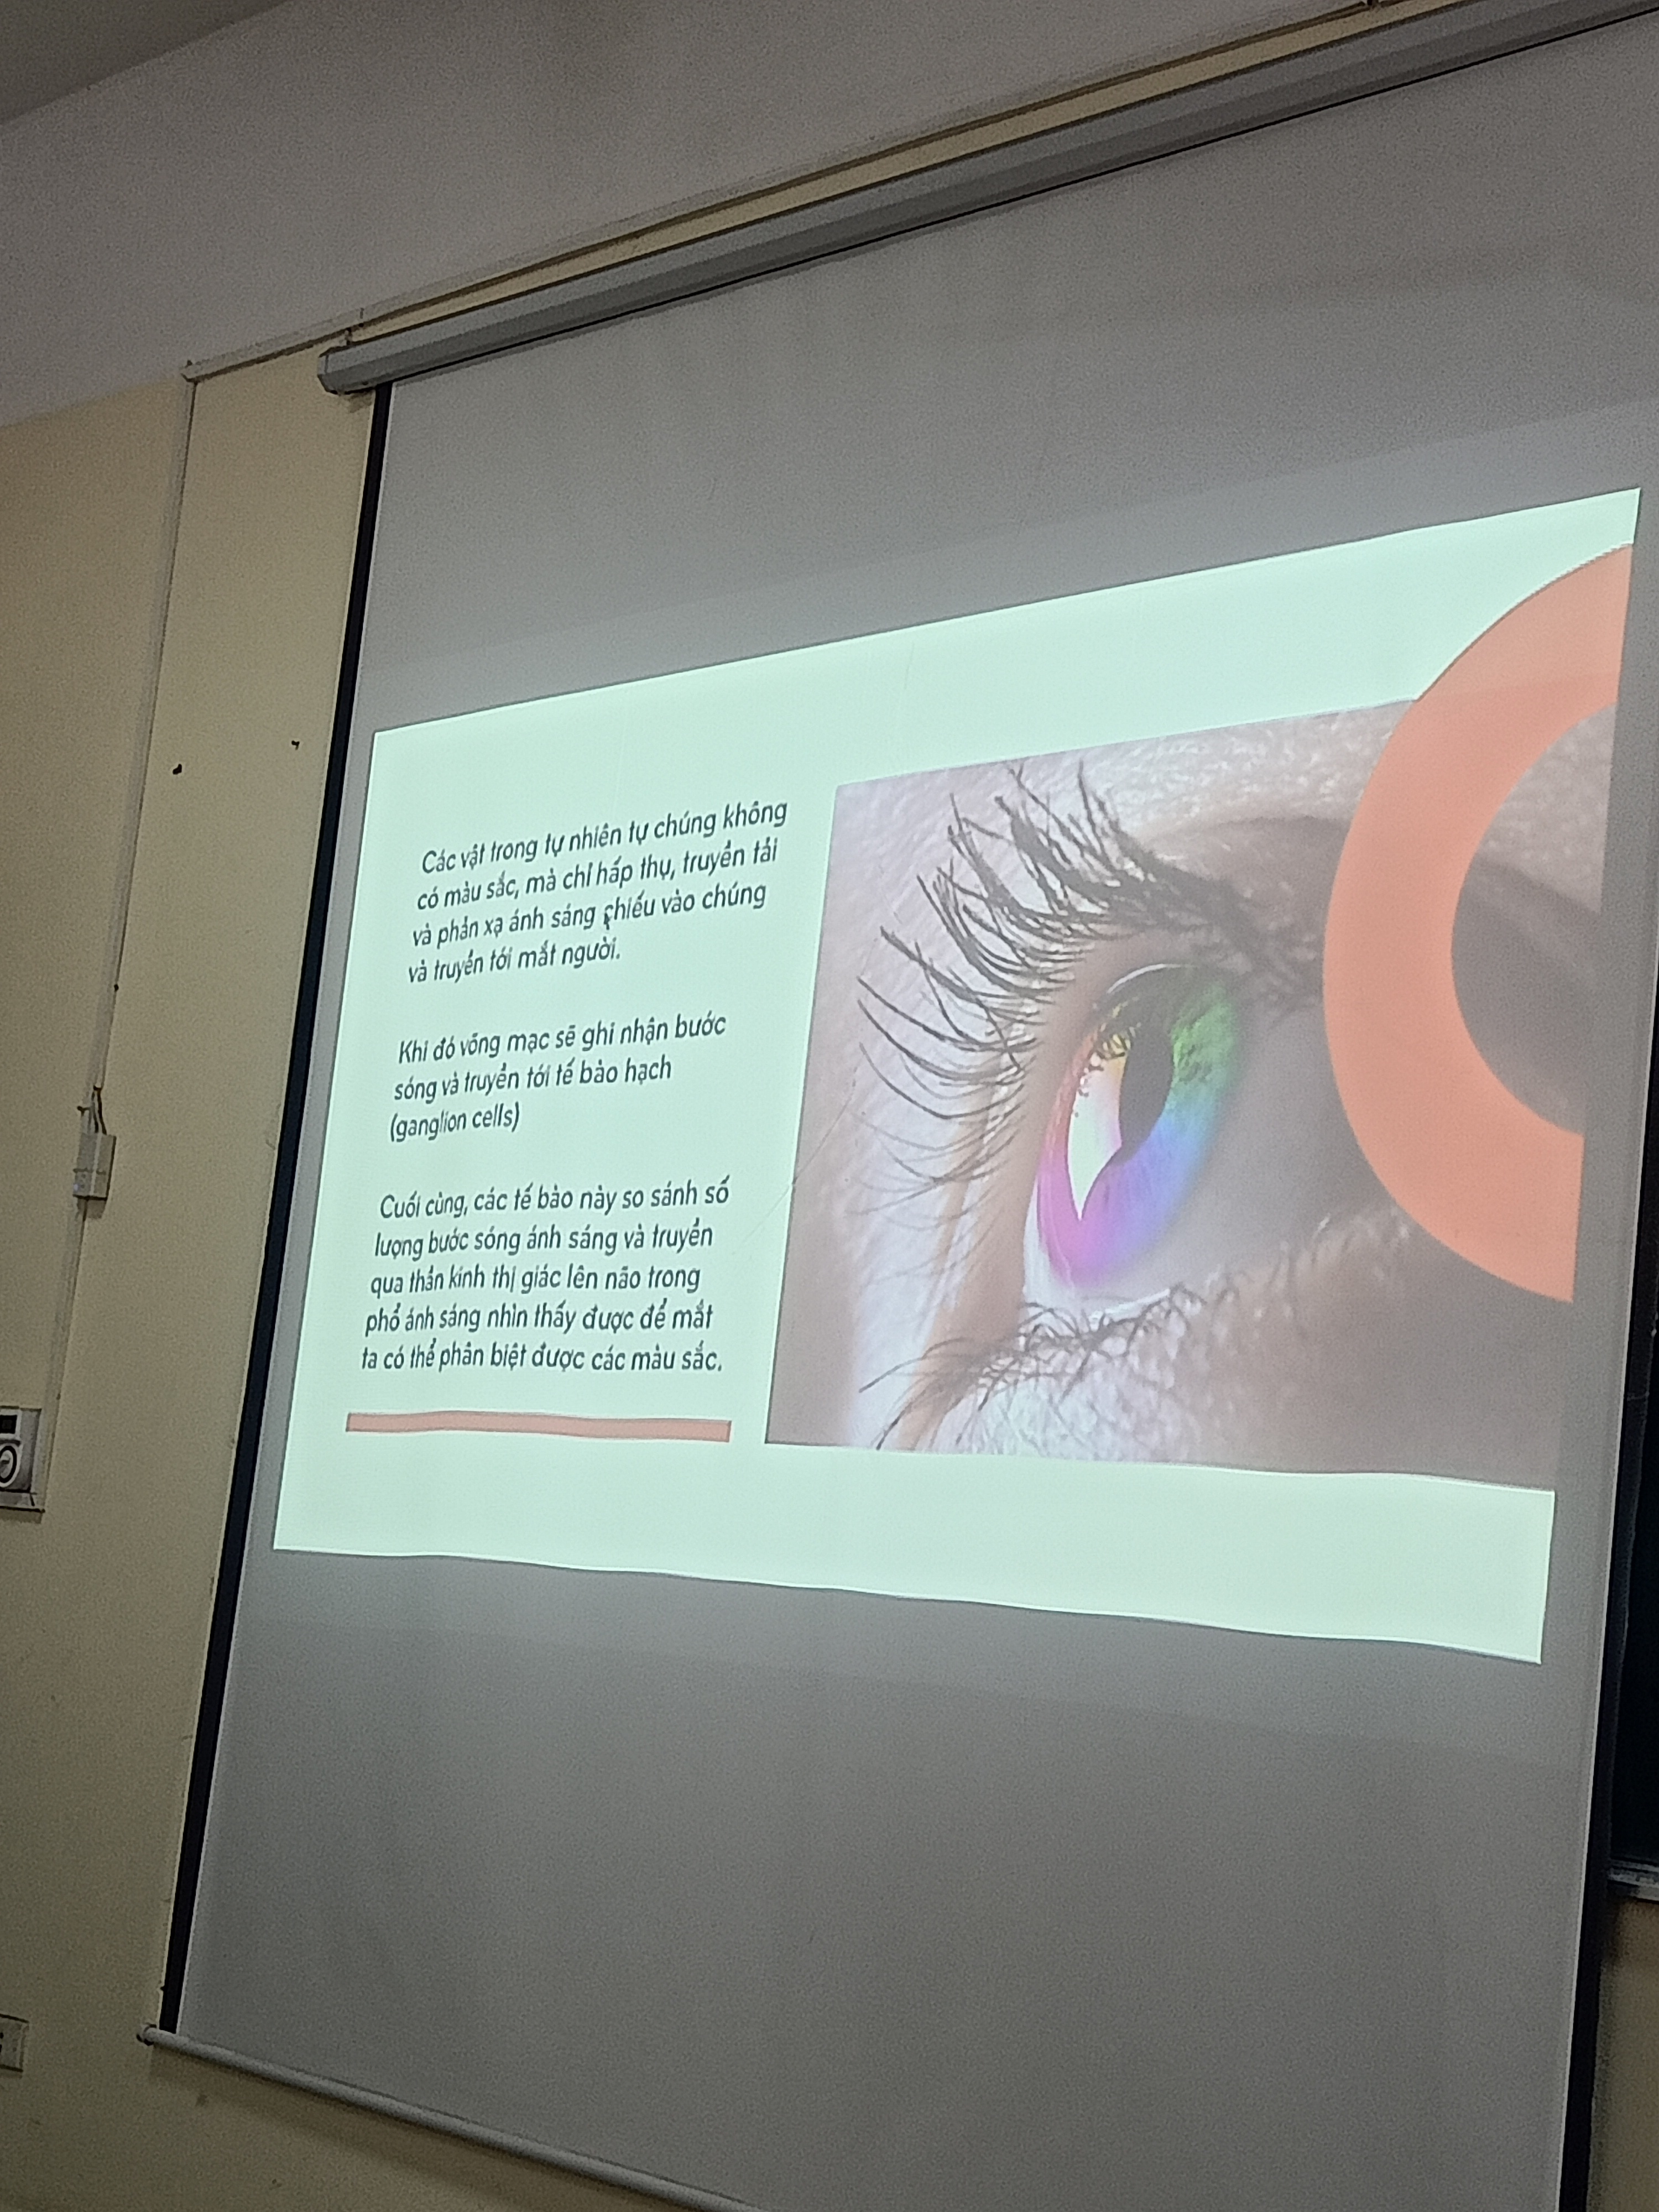 Các vật trong tự nhiên tự chúng không
có màu sắc, mà chỉ hấp thụ, truyền tải
và phản xạ ánh sáng chiếu vào chúng
và truyền tới mắt người.
Khi đó võng mạc sẽ ghi nhận bước
sóng và truyền tới tế bào hạch
(ganglion cells)
Cuối cùng, các tế bào này so sánh số
lượng bước sóng ánh sáng và truyền
qua thần kinh thị giác lên não trong
phổ ánh sáng nhìn thấy được để mắt
ta có thể phân biệt được các màu sắc.